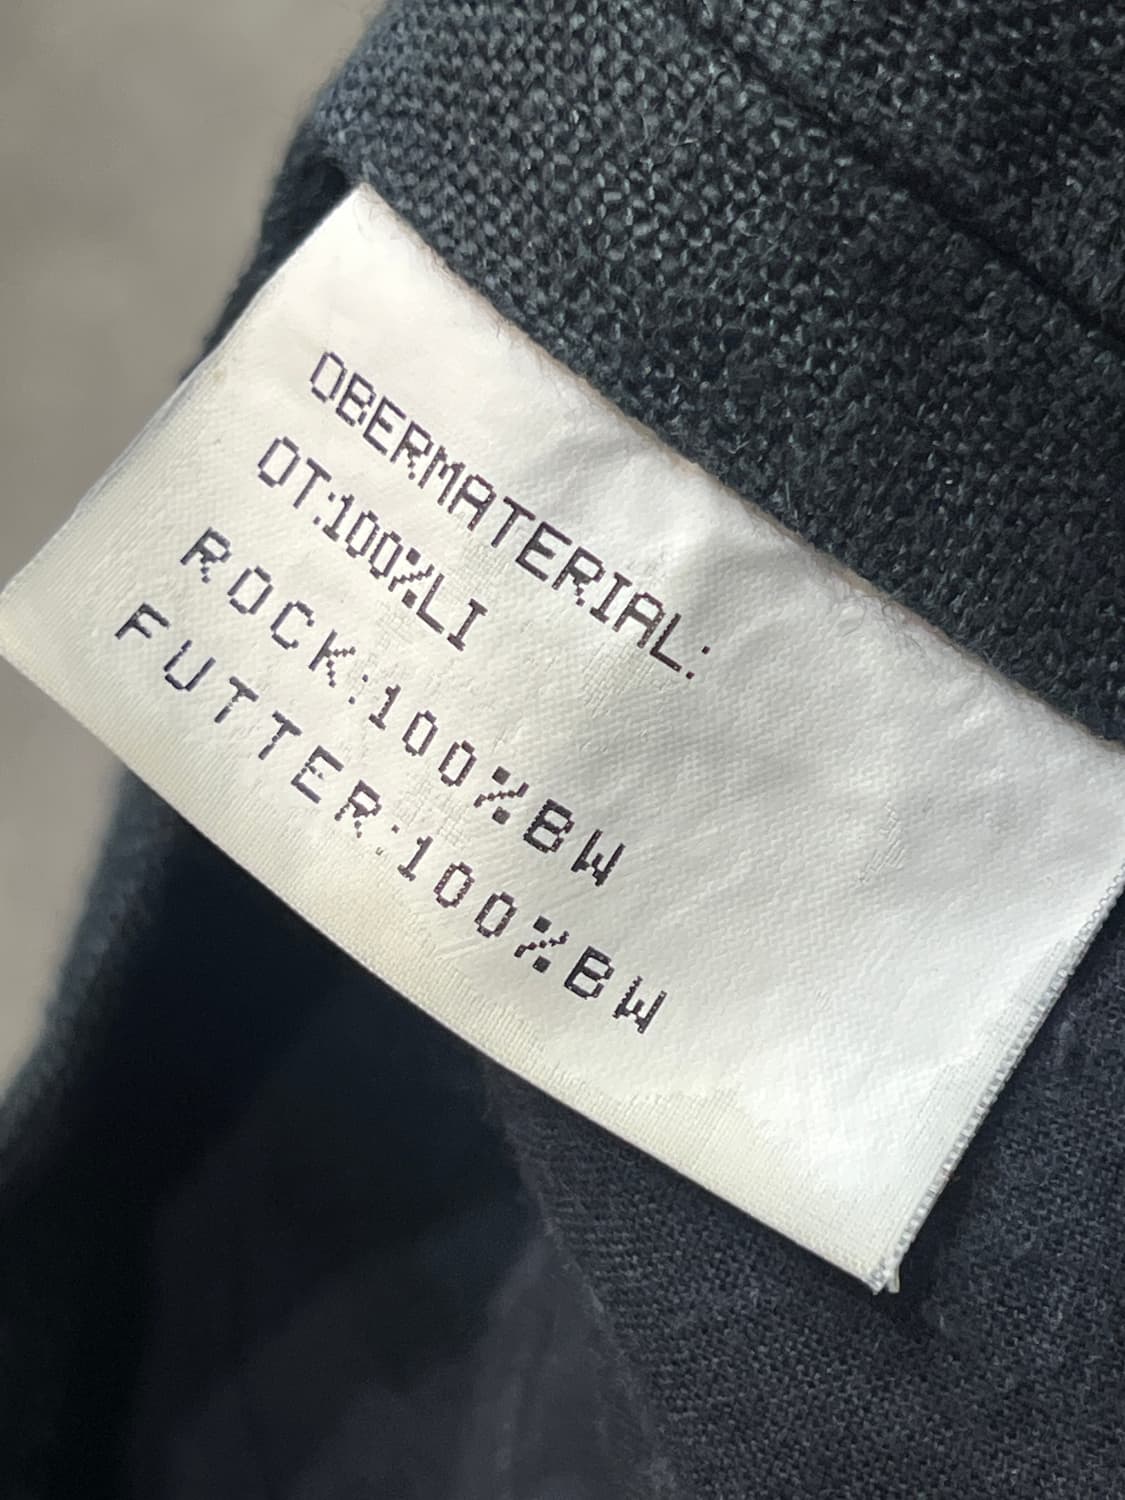 OBERMATERIAL:
OT:100%LI
ROCK:100%BW
FUTTER:100%BW